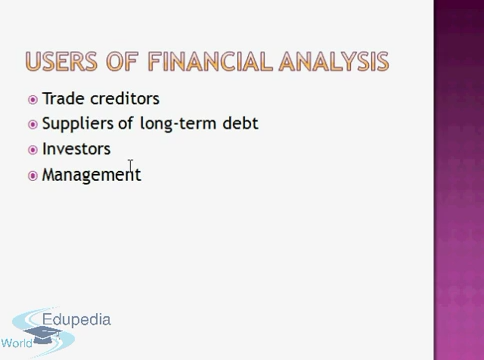 USERS OF FINANCIAL ANALYSIS
Trade creditors
Suppliers of long-term debt
Investors
Management
Edupedia
World